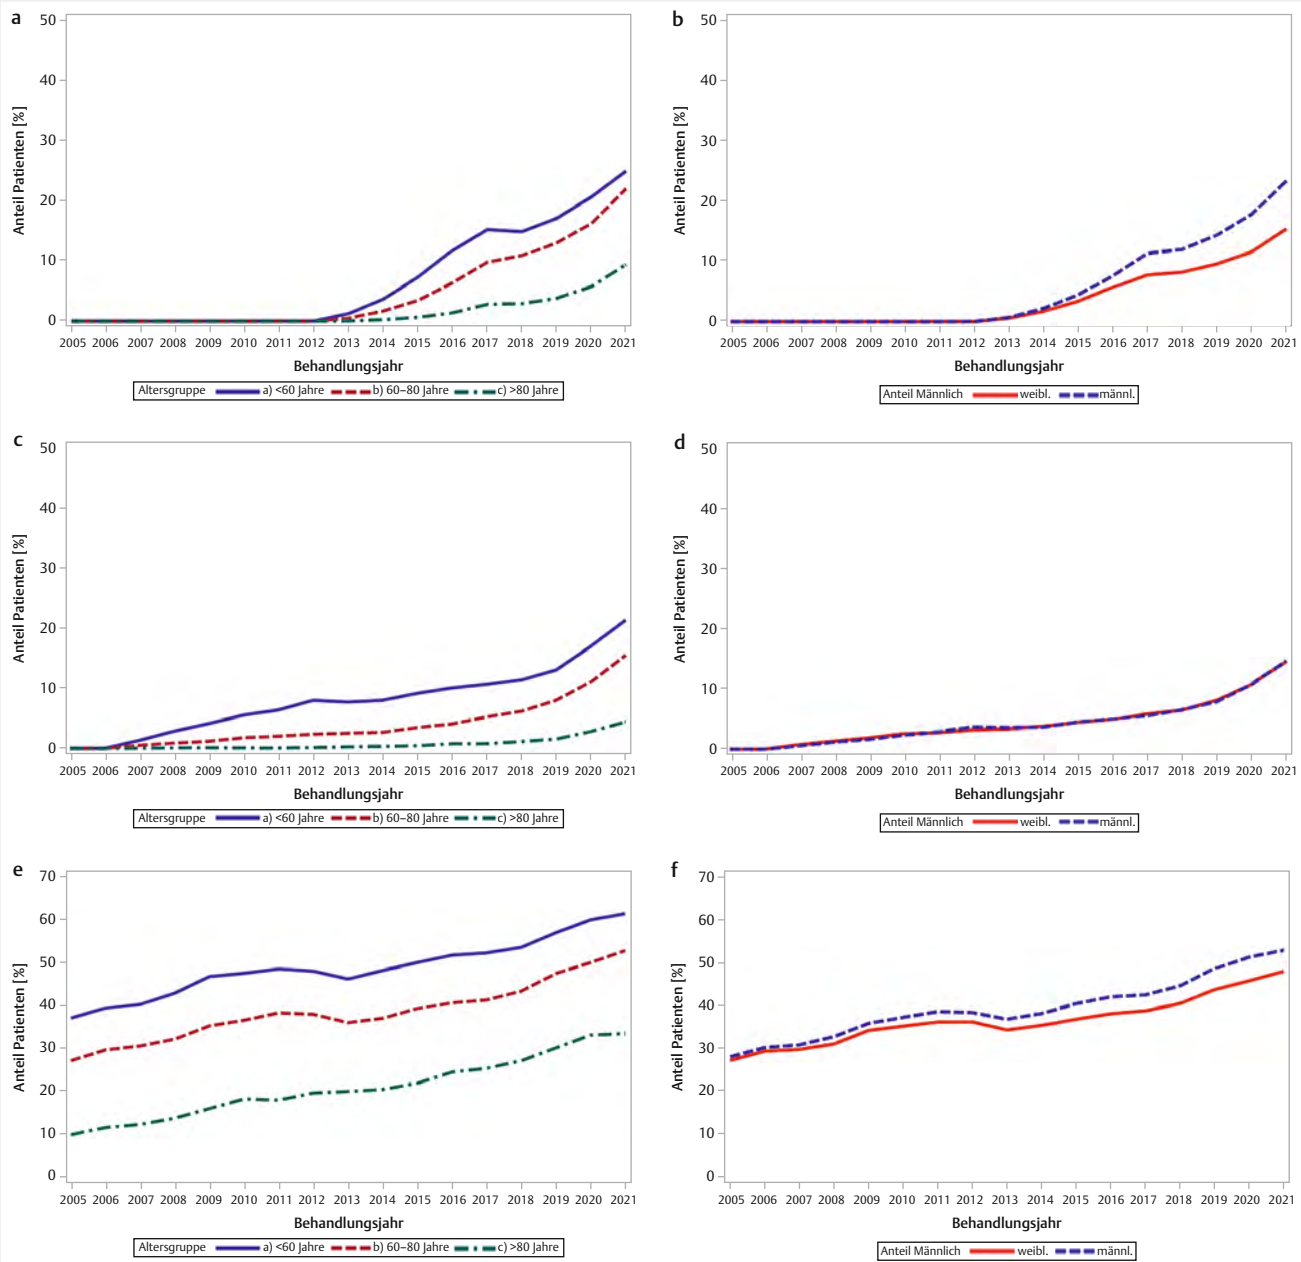 a
50
40
30
20
10
0
Anteil Patienten [%]
2005 2006 2007 2008 2009 2010 2011 2012 2013 2014 2015 2016 2017 2018 2019 2020 2021
Behandlungsjahr
Altersgruppe a) <60 Jahre b) 60–80 Jahre c) >80 Jahre
b
50
40
30
20
10
0
Anteil Patienten [%]
2005 2006 2007 2008 2009 2010 2011 2012 2013 2014 2015 2016 2017 2018 2019 2020 2021
Behandlungsjahr
Anteil Männlich weibl. männl.
c
50
40
30
20
10
0
Anteil Patienten [%]
2005 2006 2007 2008 2009 2010 2011 2012 2013 2014 2015 2016 2017 2018 2019 2020 2021
Behandlungsjahr
Altersgruppe a) <60 Jahre b) 60–80 Jahre c) >80 Jahre
d
50
40
30
20
10
0
Anteil Patienten [%]
2005 2006 2007 2008 2009 2010 2011 2012 2013 2014 2015 2016 2017 2018 2019 2020 2021
Behandlungsjahr
Anteil Männlich weibl. männl.
e
70
60
50
40
30
20
10
0
Anteil Patienten [%]
2005 2006 2007 2008 2009 2010 2011 2012 2013 2014 2015 2016 2017 2018 2019 2020 2021
Behandlungsjahr
Altersgruppe a) <60 Jahre b) 60–80 Jahre c) >80 Jahre
f
70
60
50
40
30
20
10
0
Anteil Patienten [%]
2005 2006 2007 2008 2009 2010 2011 2012 2013 2014 2015 2016 2017 2018 2019 2020 2021
Behandlungsjahr
Anteil Männlich weibl. männl.